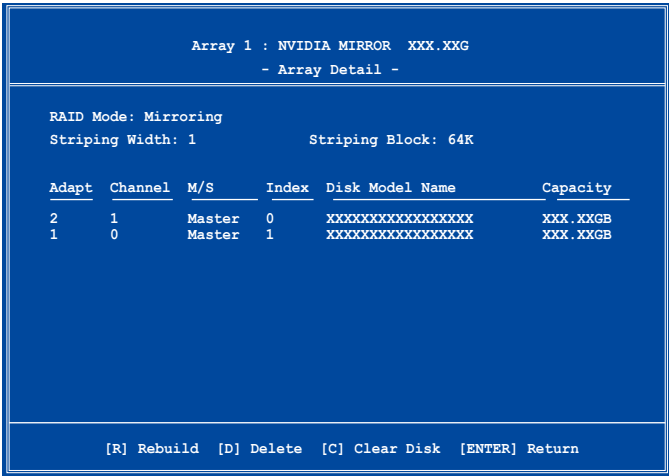 Array 1 : NVIDIA MIRROR  XXX.XXG
- Array Detail -
RAID Mode: Mirroring
Striping Width: 1    Striping Block: 64K
Adapt  Channel  M/S  Index  Disk Model Name  Capacity
2  1  Master  0  XXXXXXXXXXXXXXXXX  XXX.XXGB
1  0  Master  1  XXXXXXXXXXXXXXXXX  XXX.XXGB
[R] Rebuild  [D] Delete  [C] Clear Disk  [ENTER] Return